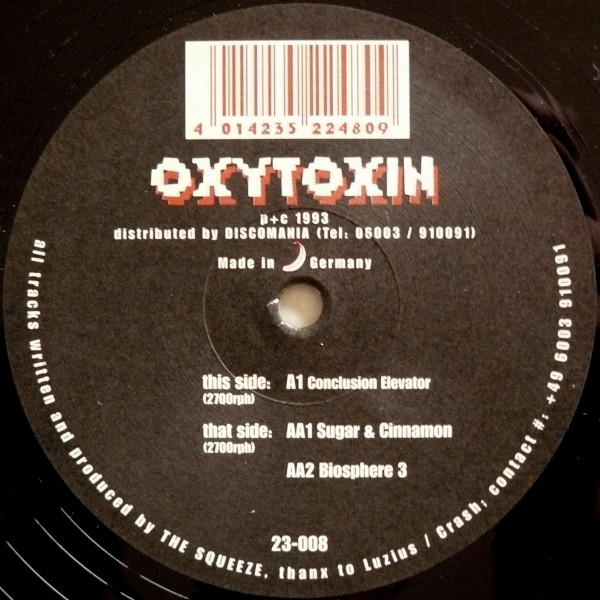 4 014235 224809
OXYTOXIN
p+c 1993
distributed by DISCOMANIA (Tel: 06003 / 910091)
Made in Germany
this side: A1 Conclusion Elevator
(2700rph)
that side: AA1 Sugar & Cinnamon
(2700rph)
AA2 Biosphere 3
23-008
all tracks written and produced by THE SQUEEZE, thanx to Luzius / Crash; contact #: +49 6003 910091